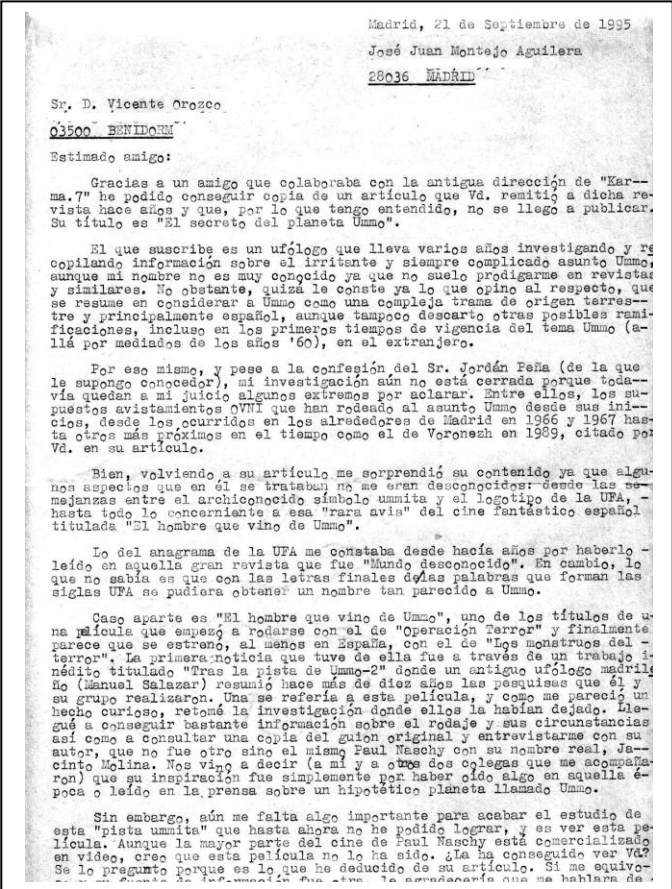 Madrid, 21 de Septiembre de 1995
José Juan Montejo Aguilera
28036 MADRID
Sr. D. Vicente Orozco
03500 BENIDORM
Estimado amigo:
Gracias a un amigo que colaboraba con la antigua dirección de "Kar--
ma.7" he podido conseguir copia de un artículo que Vd. remitió a dicha re-
vista hace años y que, por lo que tengo entendido, no se llegó a publicar.
Su título es "El secreto del planeta Ummo".
El que suscribe es un ufólogo que lleva varios años investigando y re
copilando información sobre el irritante y siempre complicado asunto Ummo,
aunque mi nombre no es muy conocido ya que no suelo prodigarme en revistas
y similares. No obstante, quizá le conste ya lo que opino al respecto, que
se resume en considerar a Ummo como una compleja trama de origen terres--
tre y principalmente español, aunque tampoco descarto otras posibles rami-
ficaciones, incluso en los primeros tiempos de vigencia del tema Ummo (a-
llá por mediados de los años '60), en el extranjero.
Por eso mismo, y pese a la confesión del Sr. Jordán Peña (de la que
le supongo conocedor), mi investigación aún no está cerrada porque toda--
vía quedan a mi juicio algunos extremos por aclarar. Entre ellos, los su-
puestos avistamientos OVNI que han rodeado al asunto Ummo desde sus ini--
cios, desde los ocurridos en los alrededores de Madrid en 1966 y 1967 has-
ta otros más próximos en el tiempo como el de Voronezh en 1989, citado por
Vd. en su artículo.
Bien, volviendo a su artículo me sorprendió su contenido ya que algu-
nos aspectos que en él se trataban no me eran desconocidos: desde las se-
mejanzas entre el archiconocido símbolo ummita y el logotipo de la UFA, -
hasta todo lo concerniente a esa "rara avis" del cine fantástico español
titulada "El hombre que vino de Ummo".
Lo del anagrama de la UFA me constaba desde hacía años por haberlo -
leído en aquella gran revista que fue "Mundo desconocido". En cambio, lo
que no sabía es que con las letras finales de las palabras que forman las
siglas UFA se pudiera obtener un nombre tan parecido a Ummo.
Caso aparte es "El hombre que vino de Ummo", uno de los títulos de u-
na película que empezó a rodarse con el de "Operación Terror" y finalmente
parece que se estrenó, al menos en España, con el de "Los monstruos del -
terror". La primera noticia que tuve de ella fue a través de un trabajo i-
nédito titulado "Tras la pista de Ummo-2" donde un antiguo ufólogo madrile
ño (Manuel Salazar) resumió hace más de diez años las pesquisas que él y
su grupo realizaron. Una se refería a esta película, y como me pareció un
hecho curioso, retomé la investigación donde ellos la habían dejado. Lle-
gué a conseguir bastante información sobre el rodaje y sus circunstancias
así como a consultar una copia del guion original y entrevistarme con su
autor, que no fue otro sino el mismo Paul Naschy con su nombre real, Ja--
cinto Molina. Nos vino a decir (a mí y a otros dos colegas que me acompaña-
ron) que su inspiración fue simplemente por haber oído algo en aquella é-
poca o leído en la prensa sobre un hipotético planeta llamado Ummo.
Sin embargo, aún me falta algo importante para acabar el estudio de
esta "pista ummita" que hasta ahora no he podido lograr, y es ver esta pe-
lícula. Aunque la mayor parte del cine de Paul Naschy está comercializado
en video, creo que esta película no lo ha sido. ¿La ha conseguido ver Vd?
Se lo pregunto porque es lo que he deducido de su artículo. Si me equivo-
su fuente de información fue otra, le agradecería que me hablara de